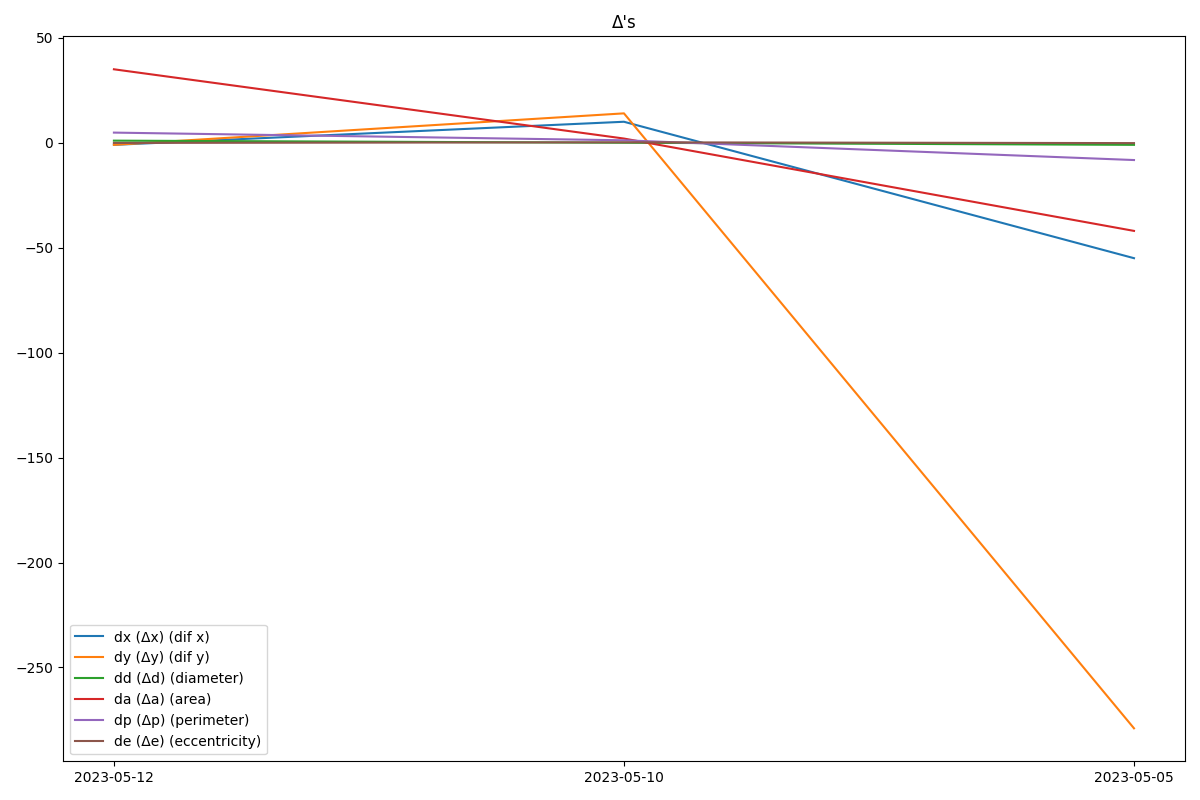 Δ's
50
0
−50
−100
−150
−200
−250
dx (Δx) (dif x)
dy (Δy) (dif y)
dd (Δd) (diameter)
da (Δa) (area)
dp (Δp) (perimeter)
de (Δe) (eccentricity)
2023-05-12 2023-05-10 2023-05-05